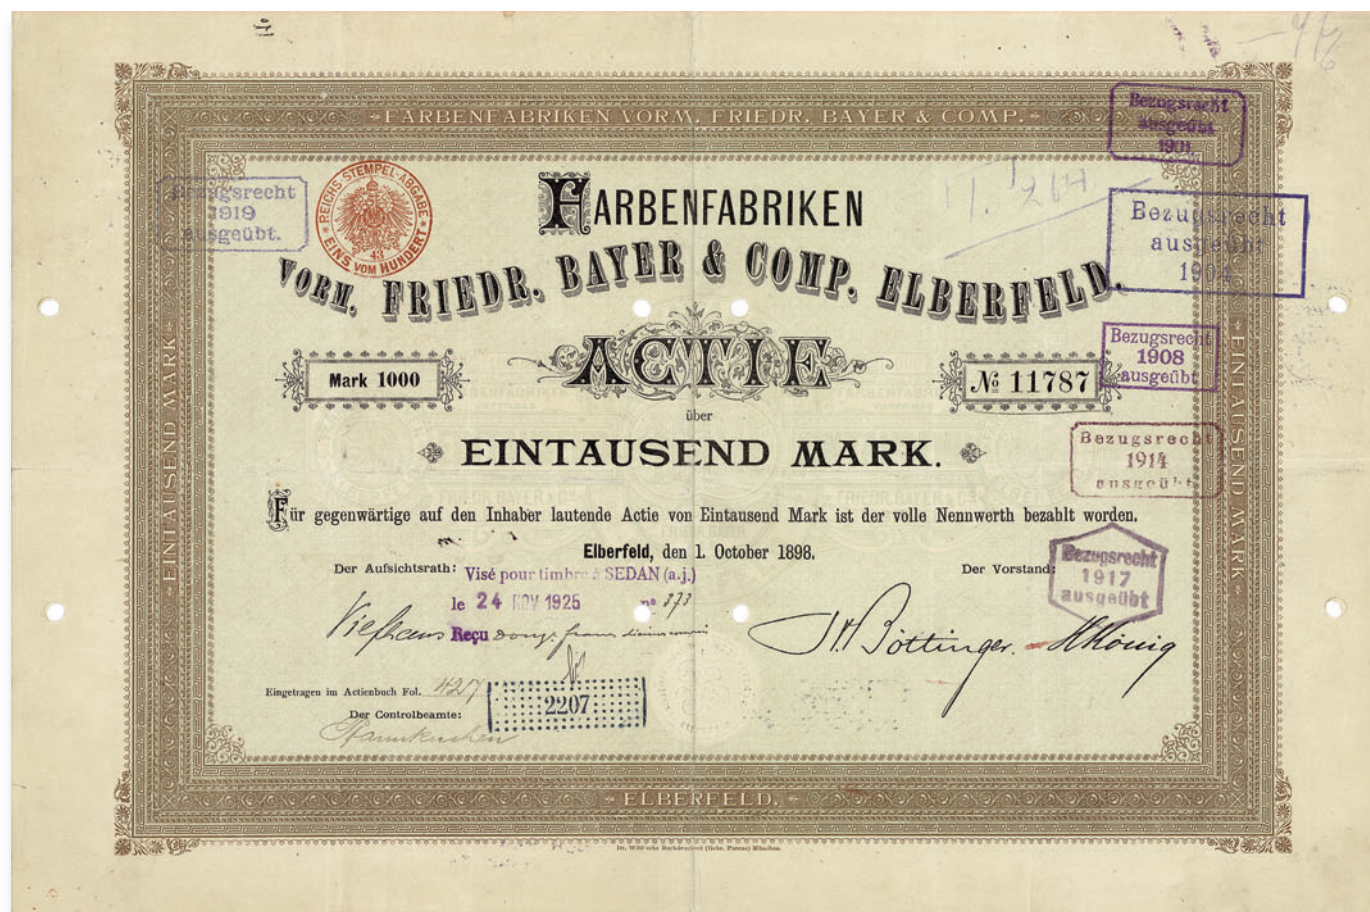 FARBENFABRIKEN VORM. FRIEDR. BAYER & COMP.
Bezugsrecht
ausgeübt
1901
REICHS-STEMPEL-ABGABE
43
EINS VOM HUNDERT
Bezugsrecht
1919
ausgeübt.
FARBENFABRIKEN
VORM. FRIEDR. BAYER & COMP. ELBERFELD.
Bezugsrecht
ausgeübt
1904
ACTIE
Mark 1000
№ 11787
Bezugsrecht
1908
ausgeübt
über
EINTAUSEND MARK.
Bezugsrecht
1914
ausgeübt
EINTAUSEND MARK
EINTAUSEND MARK
Für gegenwärtige auf den Inhaber lautende Actie von Eintausend Mark ist der volle Nennwerth bezahlt worden.
Elberfeld, den 1. October 1898.
Der Aufsichtsrath:
Der Vorstand:
Bezugsrecht
1917
ausgeübt
Visé pour timbre à SEDAN (a.j.)
le 24 NOV 1925 n° 373
Reçu
H. Böttinger. HKönig
Eingetragen im Actienbuch Fol. 427
2207
Der Controlbeamte:
ELBERFELD.